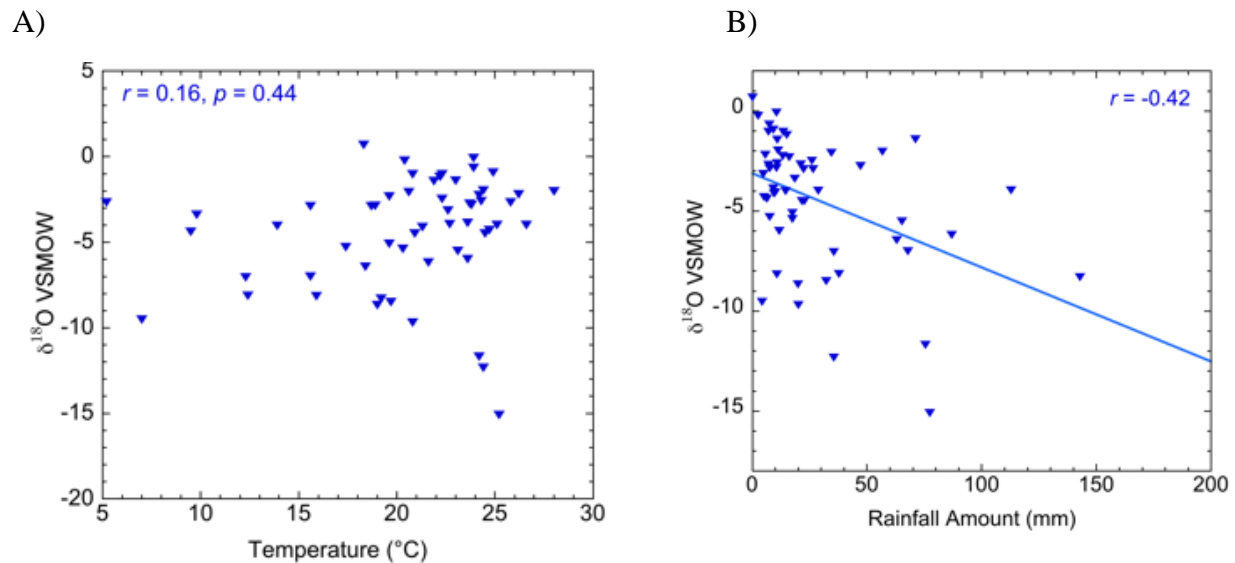 A)
B)
r = 0.16, p = 0.44
5
0
-5
-10
-15
-20
δ18O VSMOW
5
10
15
20
25
30
Temperature (°C)
r = -0.42
0
-5
-10
-15
δ18O VSMOW
0
50
100
150
200
Rainfall Amount (mm)